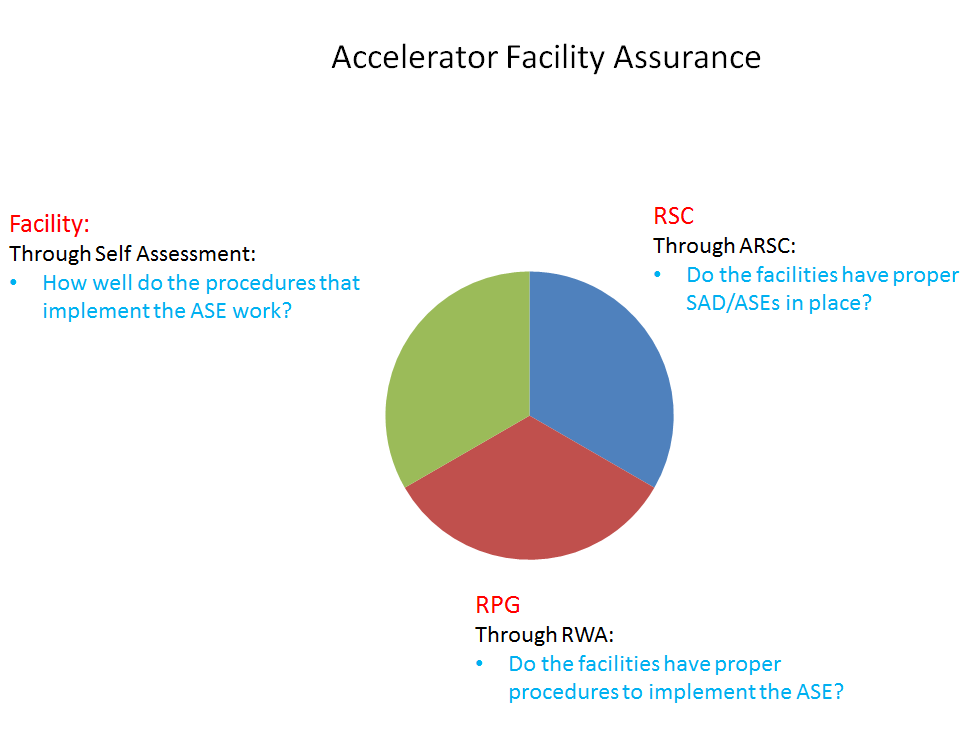 Accelerator Facility Assurance
Facility:
Through Self Assessment:
• How well do the procedures that
implement the ASE work?
RSC
Through ARSC:
• Do the facilities have proper
SAD/ASEs in place?
RPG
Through RWA:
• Do the facilities have proper
procedures to implement the ASE?